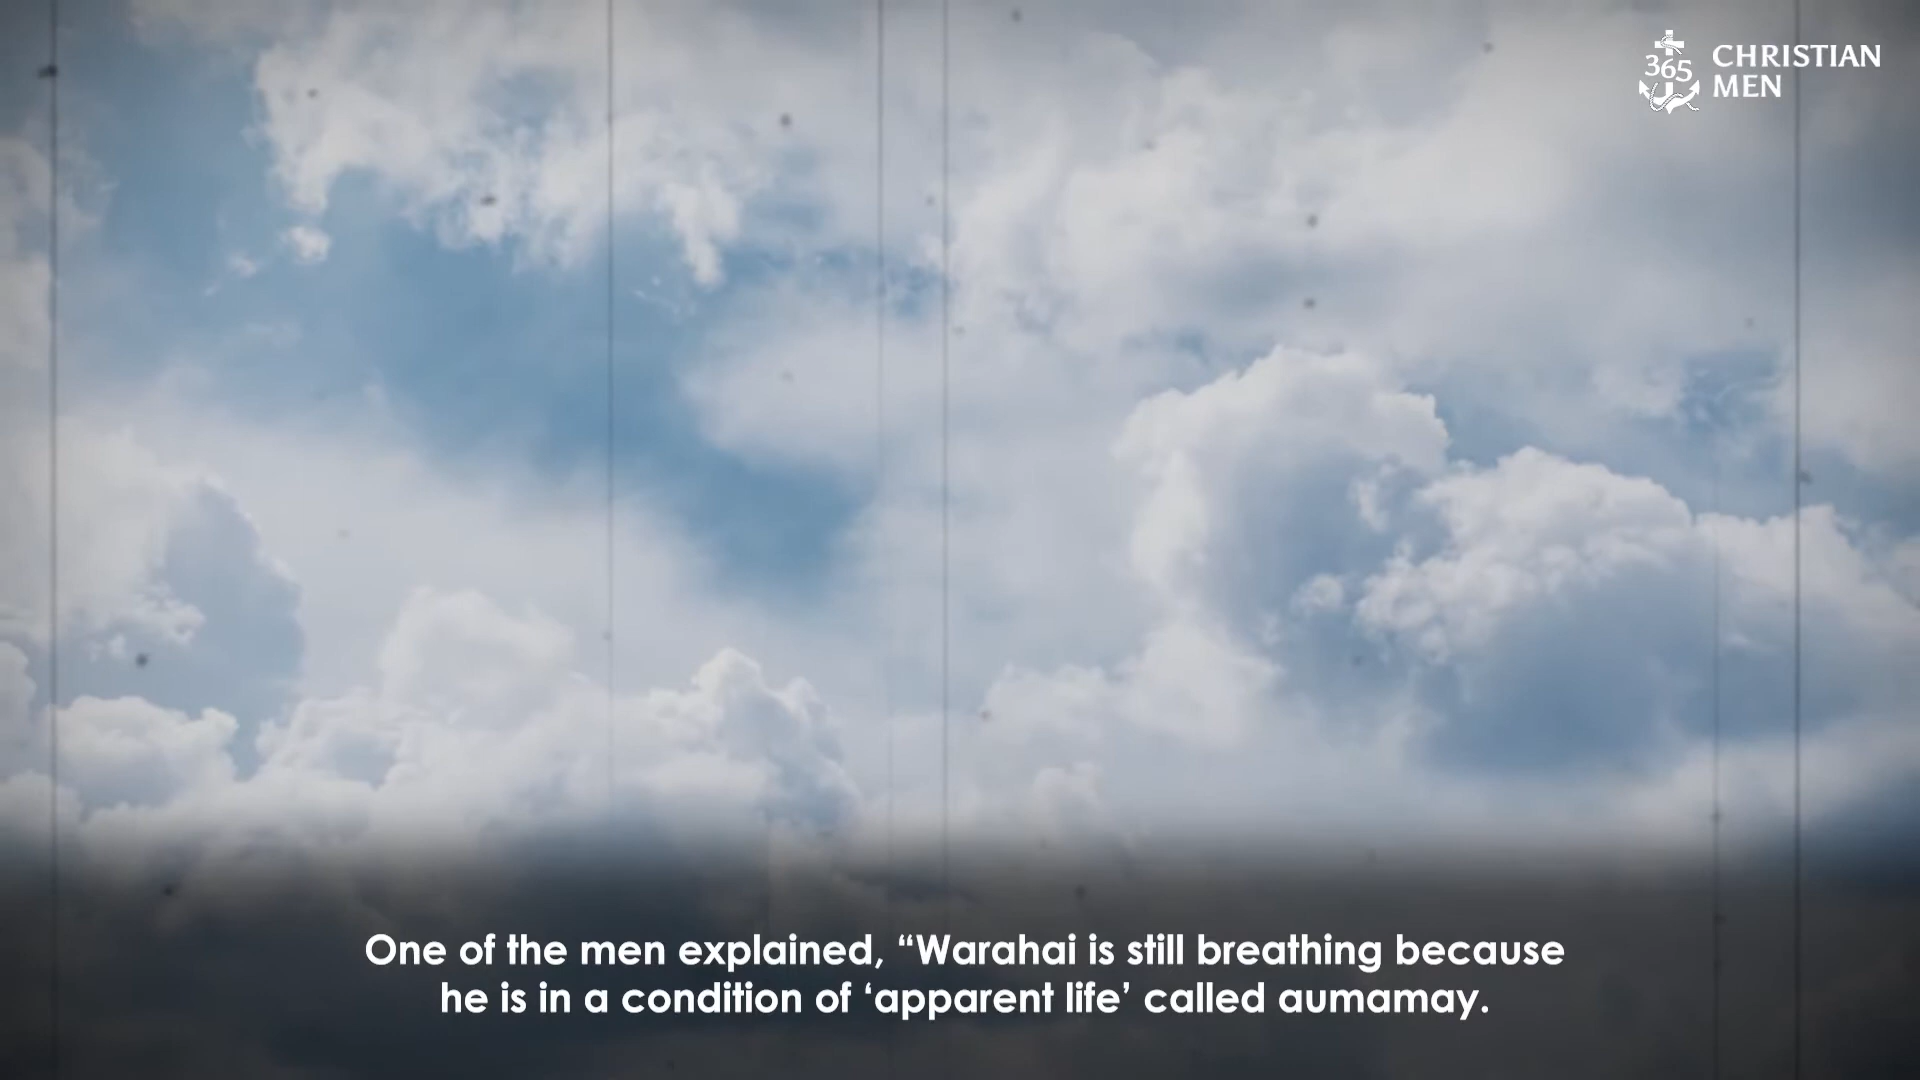 365
CHRISTIAN
MEN
One of the men explained, “Warahai is still breathing because
he is in a condition of ‘apparent life’ called aumamay.